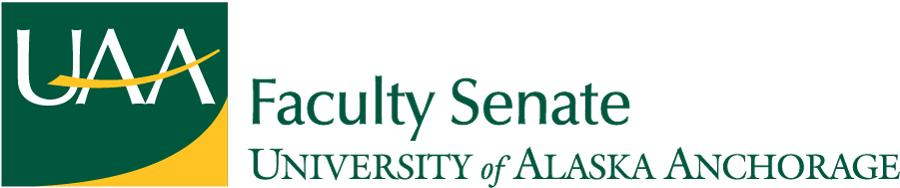 UAA
Faculty Senate
UNIVERSITY of ALASKA ANCHORAGE